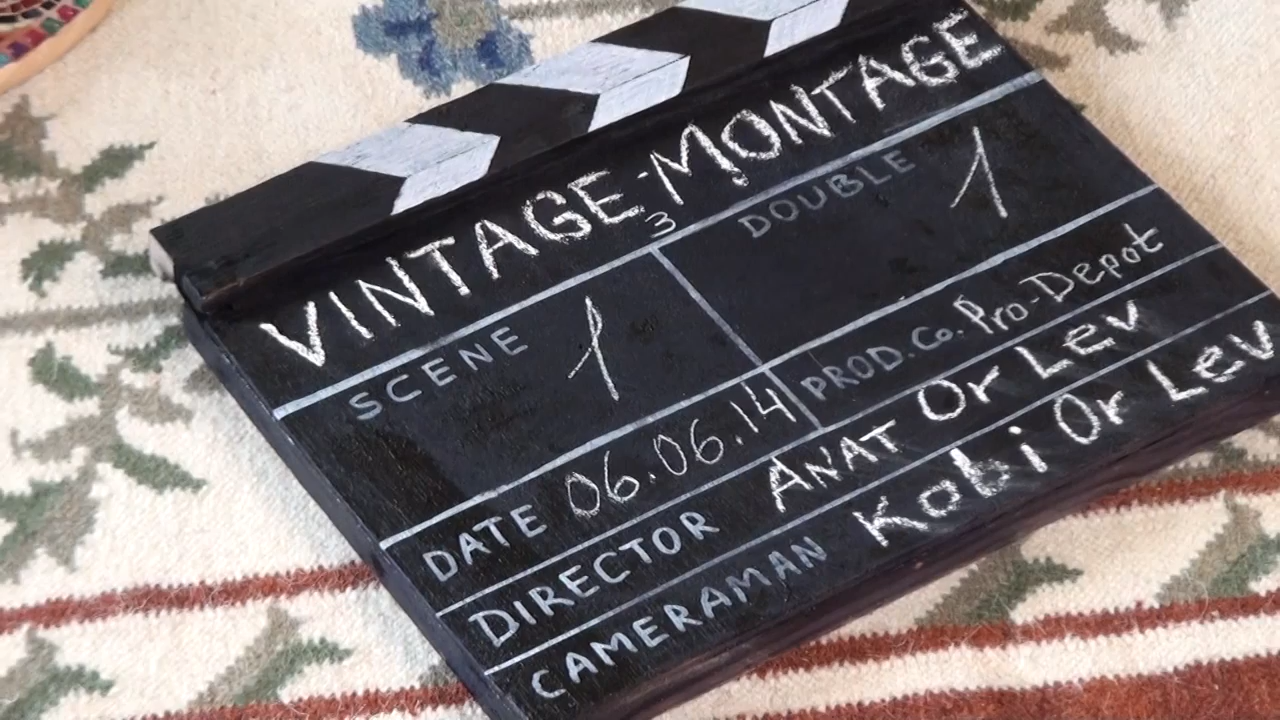 VINTAGE-MONTAGE
3
SCENE 1
DOUBLE 1
DATE 06.06.14
PROD.Co. Pro-Depot
DIRECTOR ANAT Or Lev
CAMERAMAN Kobi Or Lev